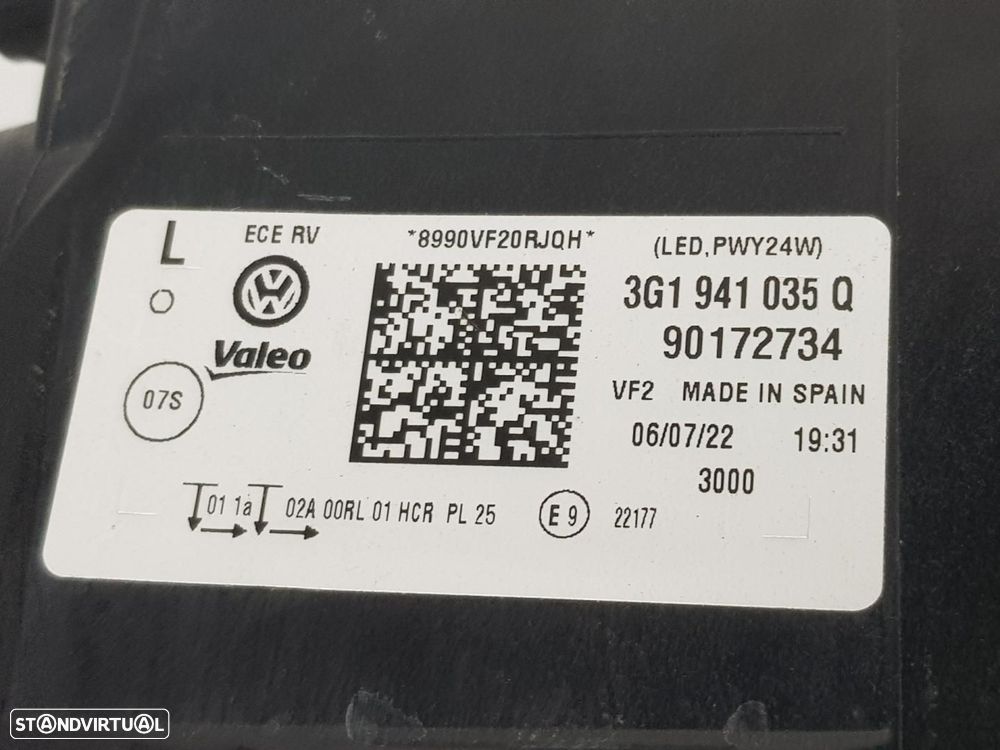 L
ECE RV
*8990VF20RJQH*
(LED,PWY24W)
3G1 941 035 Q
90172734
Valeo
07S
VF2 MADE IN SPAIN
06/07/22 19:31
3000
01 1a 02A 00RL 01 HCR PL 25
E 9
22177
STANDVIRTUAL